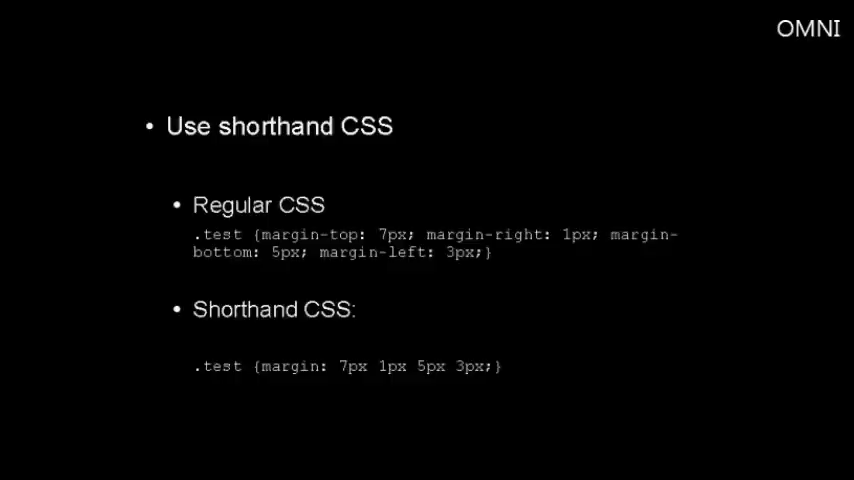 OMNI
• Use shorthand CSS
• Regular CSS
.test {margin-top: 7px; margin-right: 1px; margin-
bottom: 5px; margin-left: 3px;}
• Shorthand CSS:
.test {margin: 7px 1px 5px 3px;}